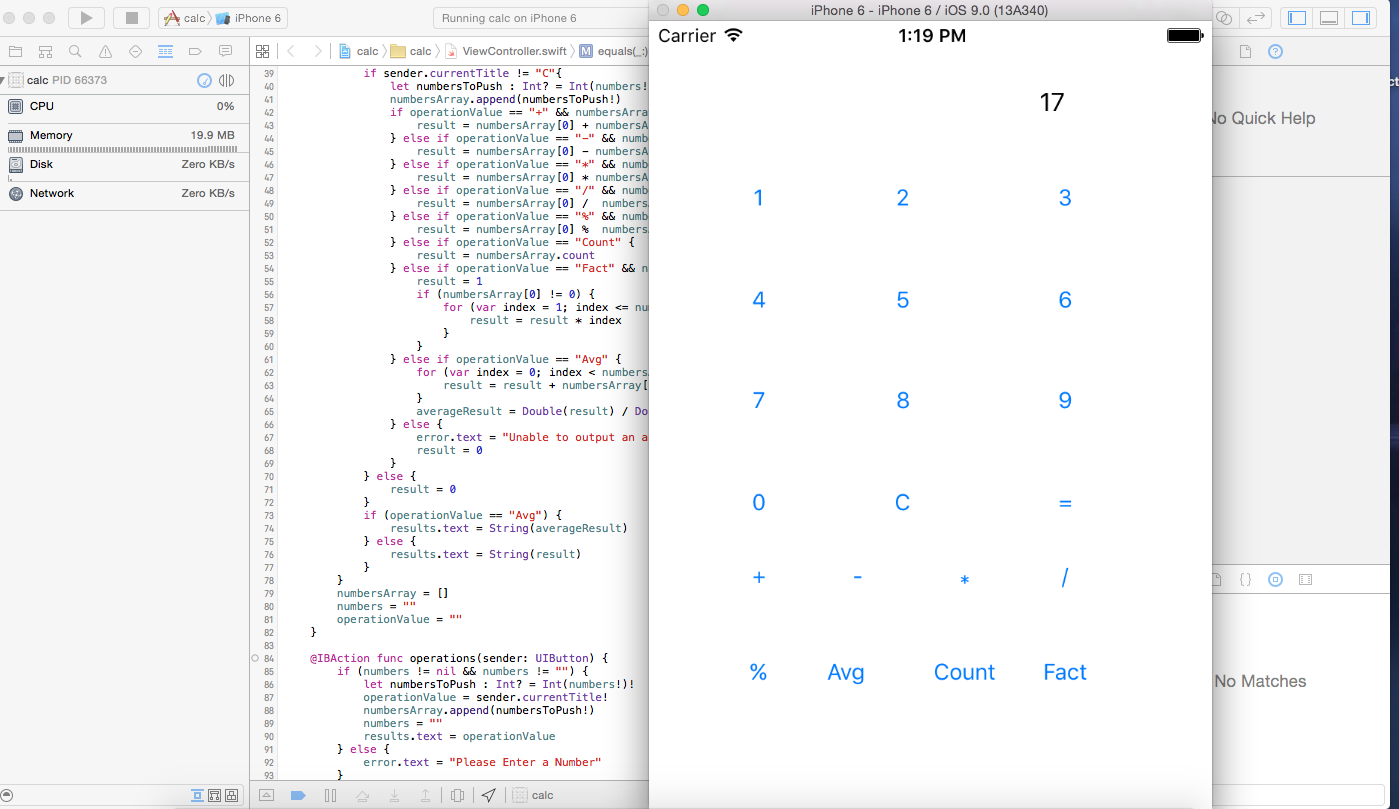 calc iPhone 6
Running calc on iPhone 6
iPhone 6 - iPhone 6 / iOS 9.0 (13A340)
calc calc ViewController.swift M equals(_:)
calc PID 66373
CPU 0%
Memory 19.9 MB
Disk Zero KB/s
Network Zero KB/s
39 if sender.currentTitle != "C"{
40 let numbersToPush : Int? = Int(numbers!
41 numbersArray.append(numbersToPush!)
42 if operationValue == "+" && numbersArra
43 result = numbersArray[0] + numbersA
44 } else if operationValue == "-" && numb
45 result = numbersArray[0] - numbersA
46 } else if operationValue == "*" && numb
47 result = numbersArray[0] * numbersA
48 } else if operationValue == "/" && numb
49 result = numbersArray[0] /  numbers
50 } else if operationValue == "%" && numb
51 result = numbersArray[0] %  numbers
52 } else if operationValue == "Count" {
53 result = numbersArray.count
54 } else if operationValue == "Fact" && n
55 result = 1
56 if (numbersArray[0] != 0) {
57 for (var index = 1; index <= nu
58 result = result * index
59 }
60 }
61 } else if operationValue == "Avg" {
62 for (var index = 0; index < numbers
63 result = result + numbersArray[
64 }
65 averageResult = Double(result) / Do
66 } else {
67 error.text = "Unable to output an a
68 result = 0
69 }
70 } else {
71 result = 0
72 }
73 if (operationValue == "Avg") {
74 results.text = String(averageResult)
75 } else {
76 results.text = String(result)
77 }
78 }
79 numbersArray = []
80 numbers = ""
81 operationValue = ""
82 }
83
84 @IBAction func operations(sender: UIButton) {
85 if (numbers != nil && numbers != "") {
86 let numbersToPush : Int? = Int(numbers!)!
87 operationValue = sender.currentTitle!
88 numbersArray.append(numbersToPush!)
89 numbers = ""
90 results.text = operationValue
91 } else {
92 error.text = "Please Enter a Number"
93 }
calc
Carrier 1:19 PM
17
1 2 3
4 5 6
7 8 9
0 C =
+ - * /
% Avg Count Fact
No Quick Help
{ }
No Matches
ct